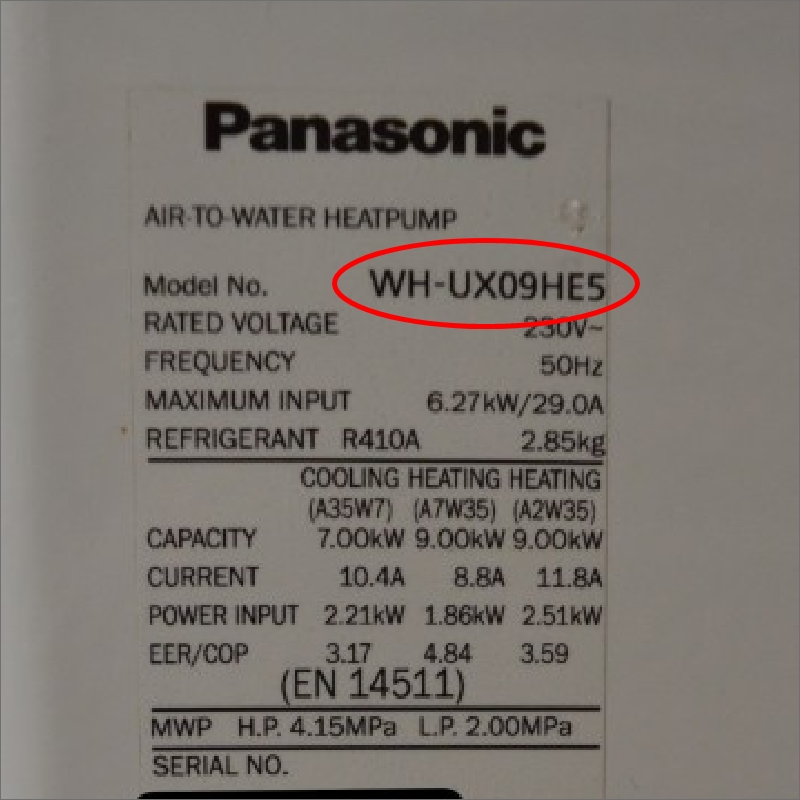 Panasonic
AIR-TO-WATER HEATPUMP
Model No. WH-UX09HE5
RATED VOLTAGE 230V~
FREQUENCY 50Hz
MAXIMUM INPUT 6.27kW/29.0A
REFRIGERANT R410A 2.85kg
COOLING HEATING HEATING
(A35W7) (A7W35) (A2W35)
CAPACITY 7.00kW 9.00kW 9.00kW
CURRENT 10.4A 8.8A 11.8A
POWER INPUT 2.21kW 1.86kW 2.51kW
EER/COP 3.17 4.84 3.59
(EN 14511)
MWP H.P. 4.15MPa L.P. 2.00MPa
SERIAL NO.